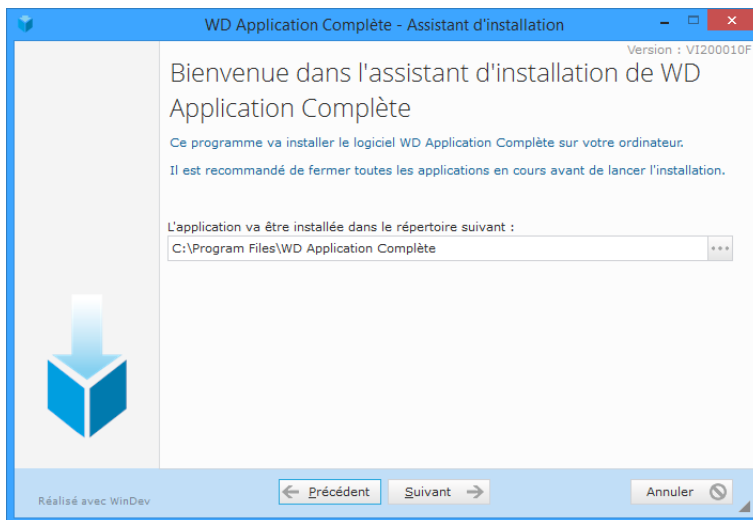 WD Application Complète - Assistant d'installation
Version : VI200010F
Bienvenue dans l'assistant d'installation de WD
Application Complète
Ce programme va installer le logiciel WD Application Complète sur votre ordinateur.
Il est recommandé de fermer toutes les applications en cours avant de lancer l'installation.
L'application va être installée dans le répertoire suivant :
C:\Program Files\WD Application Complète
Réalisé avec WinDev
Précédent
Suivant
Annuler